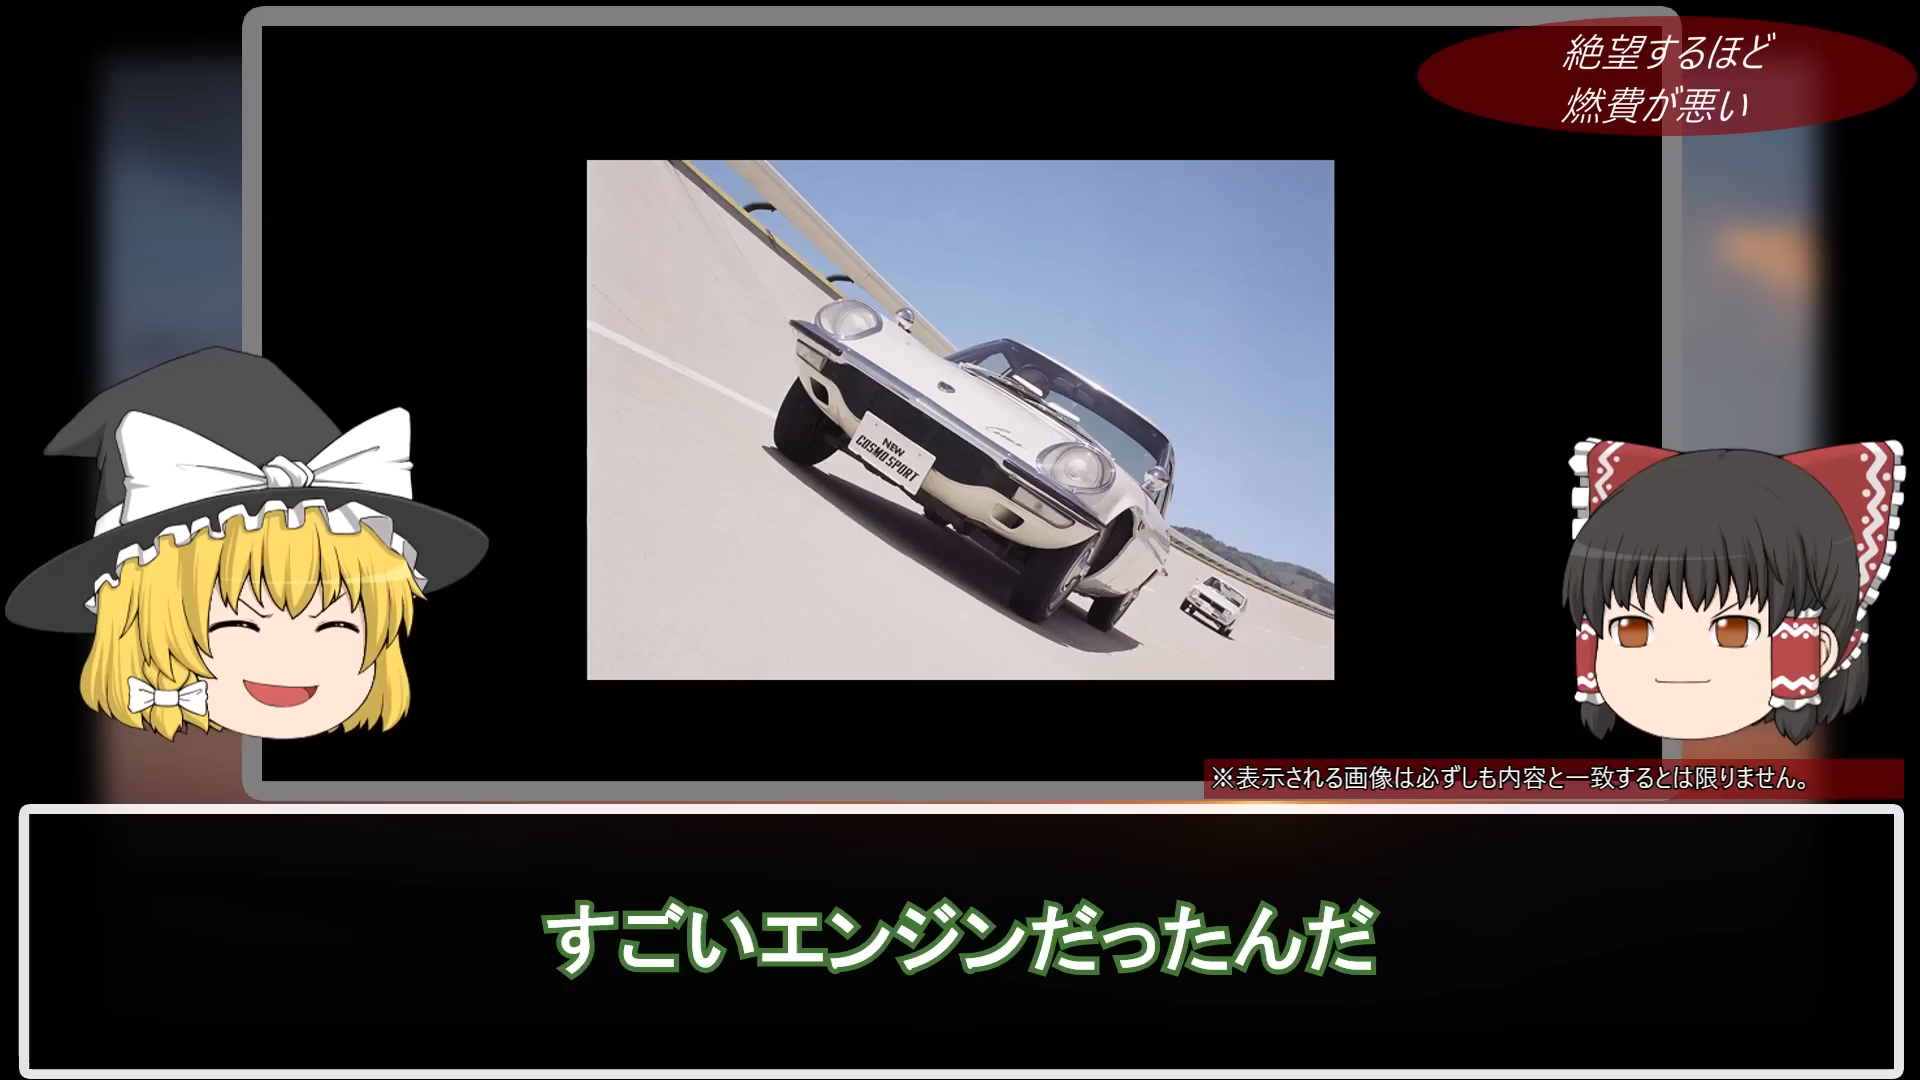 絶望するほど
燃費が悪い
NEW
COSMO SPORT
Cosmo
※表示される画像は必ずしも内容と一致するとは限りません。
すごいエンジンだったんだ